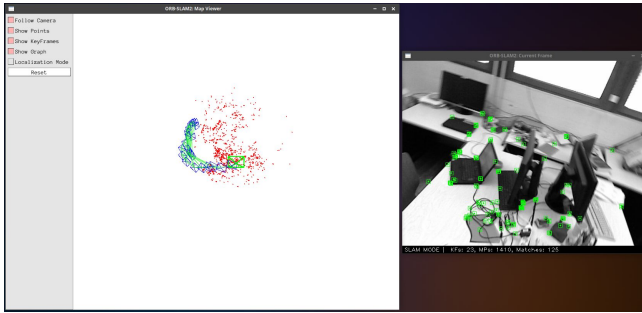 ORB-SLAM2: Map Viewer
Follow Camera
Show Points
Show KeyFrames
Show Graph
Localization Mode
Reset
ORB-SLAM2: Current Frame
SLAM MODE | KFs: 23, MPs: 1410, Matches: 125